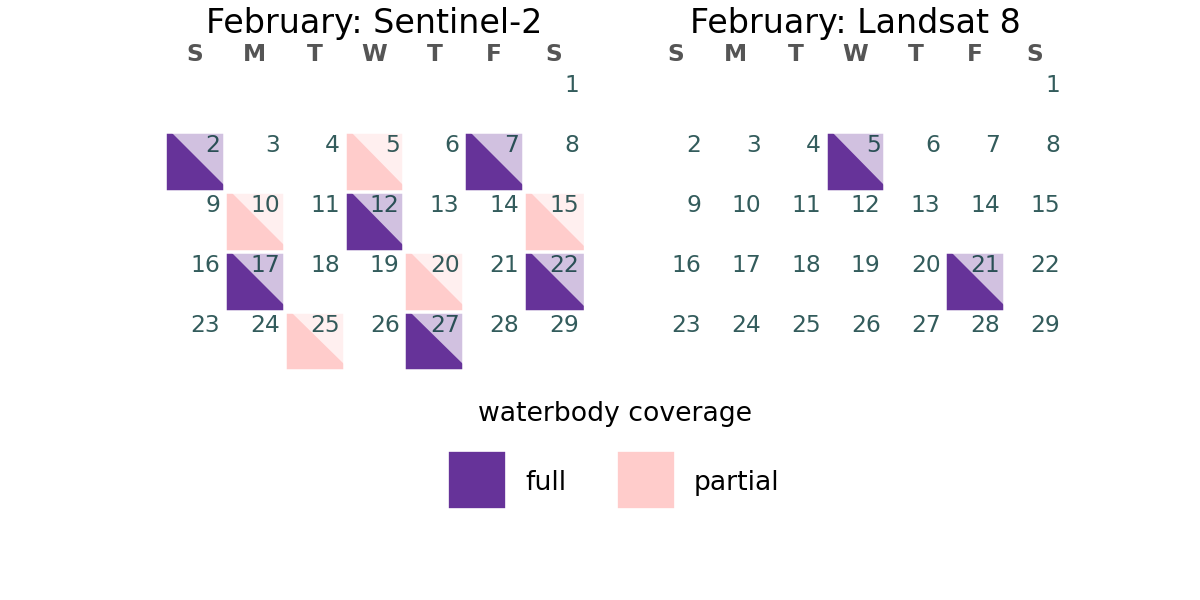 February: Sentinel-2
S M T W T F S
1
2 3 4 5 6 7 8
9 10 11 12 13 14 15
16 17 18 19 20 21 22
23 24 25 26 27 28 29
February: Landsat 8
S M T W T F S
1
2 3 4 5 6 7 8
9 10 11 12 13 14 15
16 17 18 19 20 21 22
23 24 25 26 27 28 29
waterbody coverage
full partial